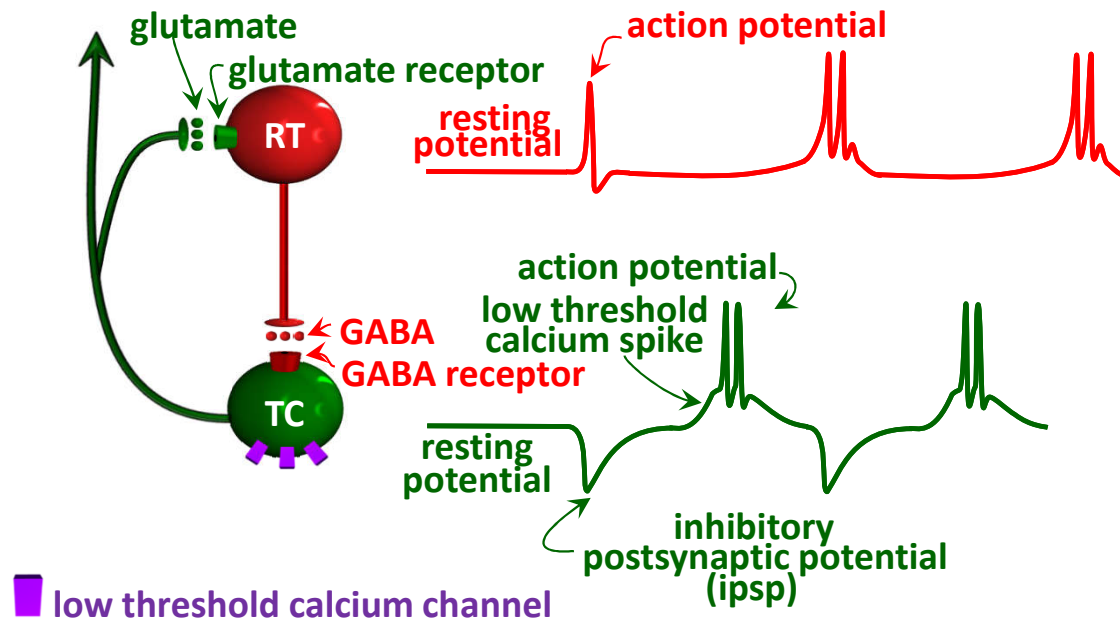 glutamate
glutamate receptor
RT
GABA
GABA receptor
TC
low threshold calcium channel
action potential
resting
potential
action potential
low threshold
calcium spike
resting
potential
inhibitory
postsynaptic potential
(ipsp)